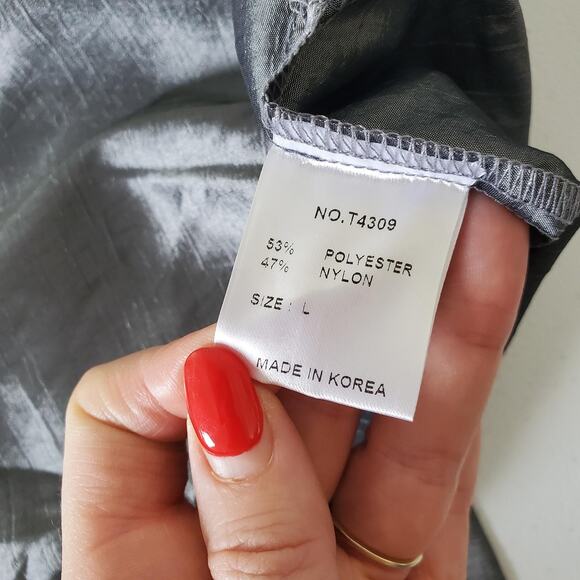 NO.T4309
53% POLYESTER
47% NYLON
SIZE : L
MADE IN KOREA